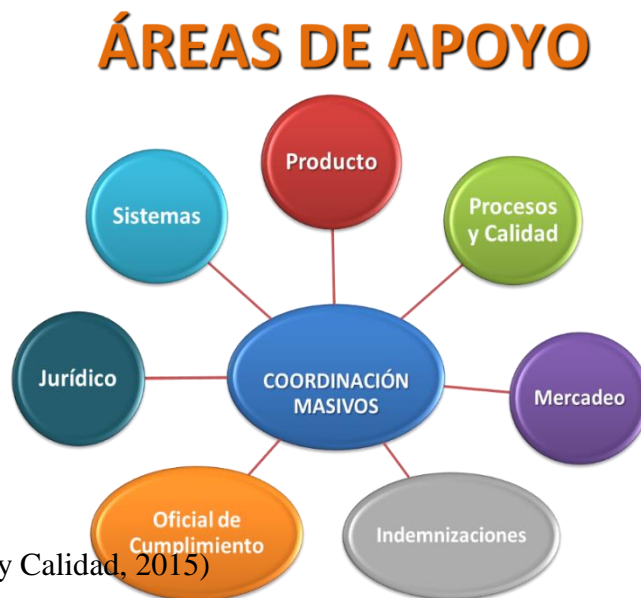 ÁREAS DE APOYO
Producto
Sistemas
Procesos
y Calidad
Jurídico
COORDINACIÓN
MASIVOS
Mercadeo
Oficial de
Cumplimiento
Indemnizaciones
y Calidad, 2015)